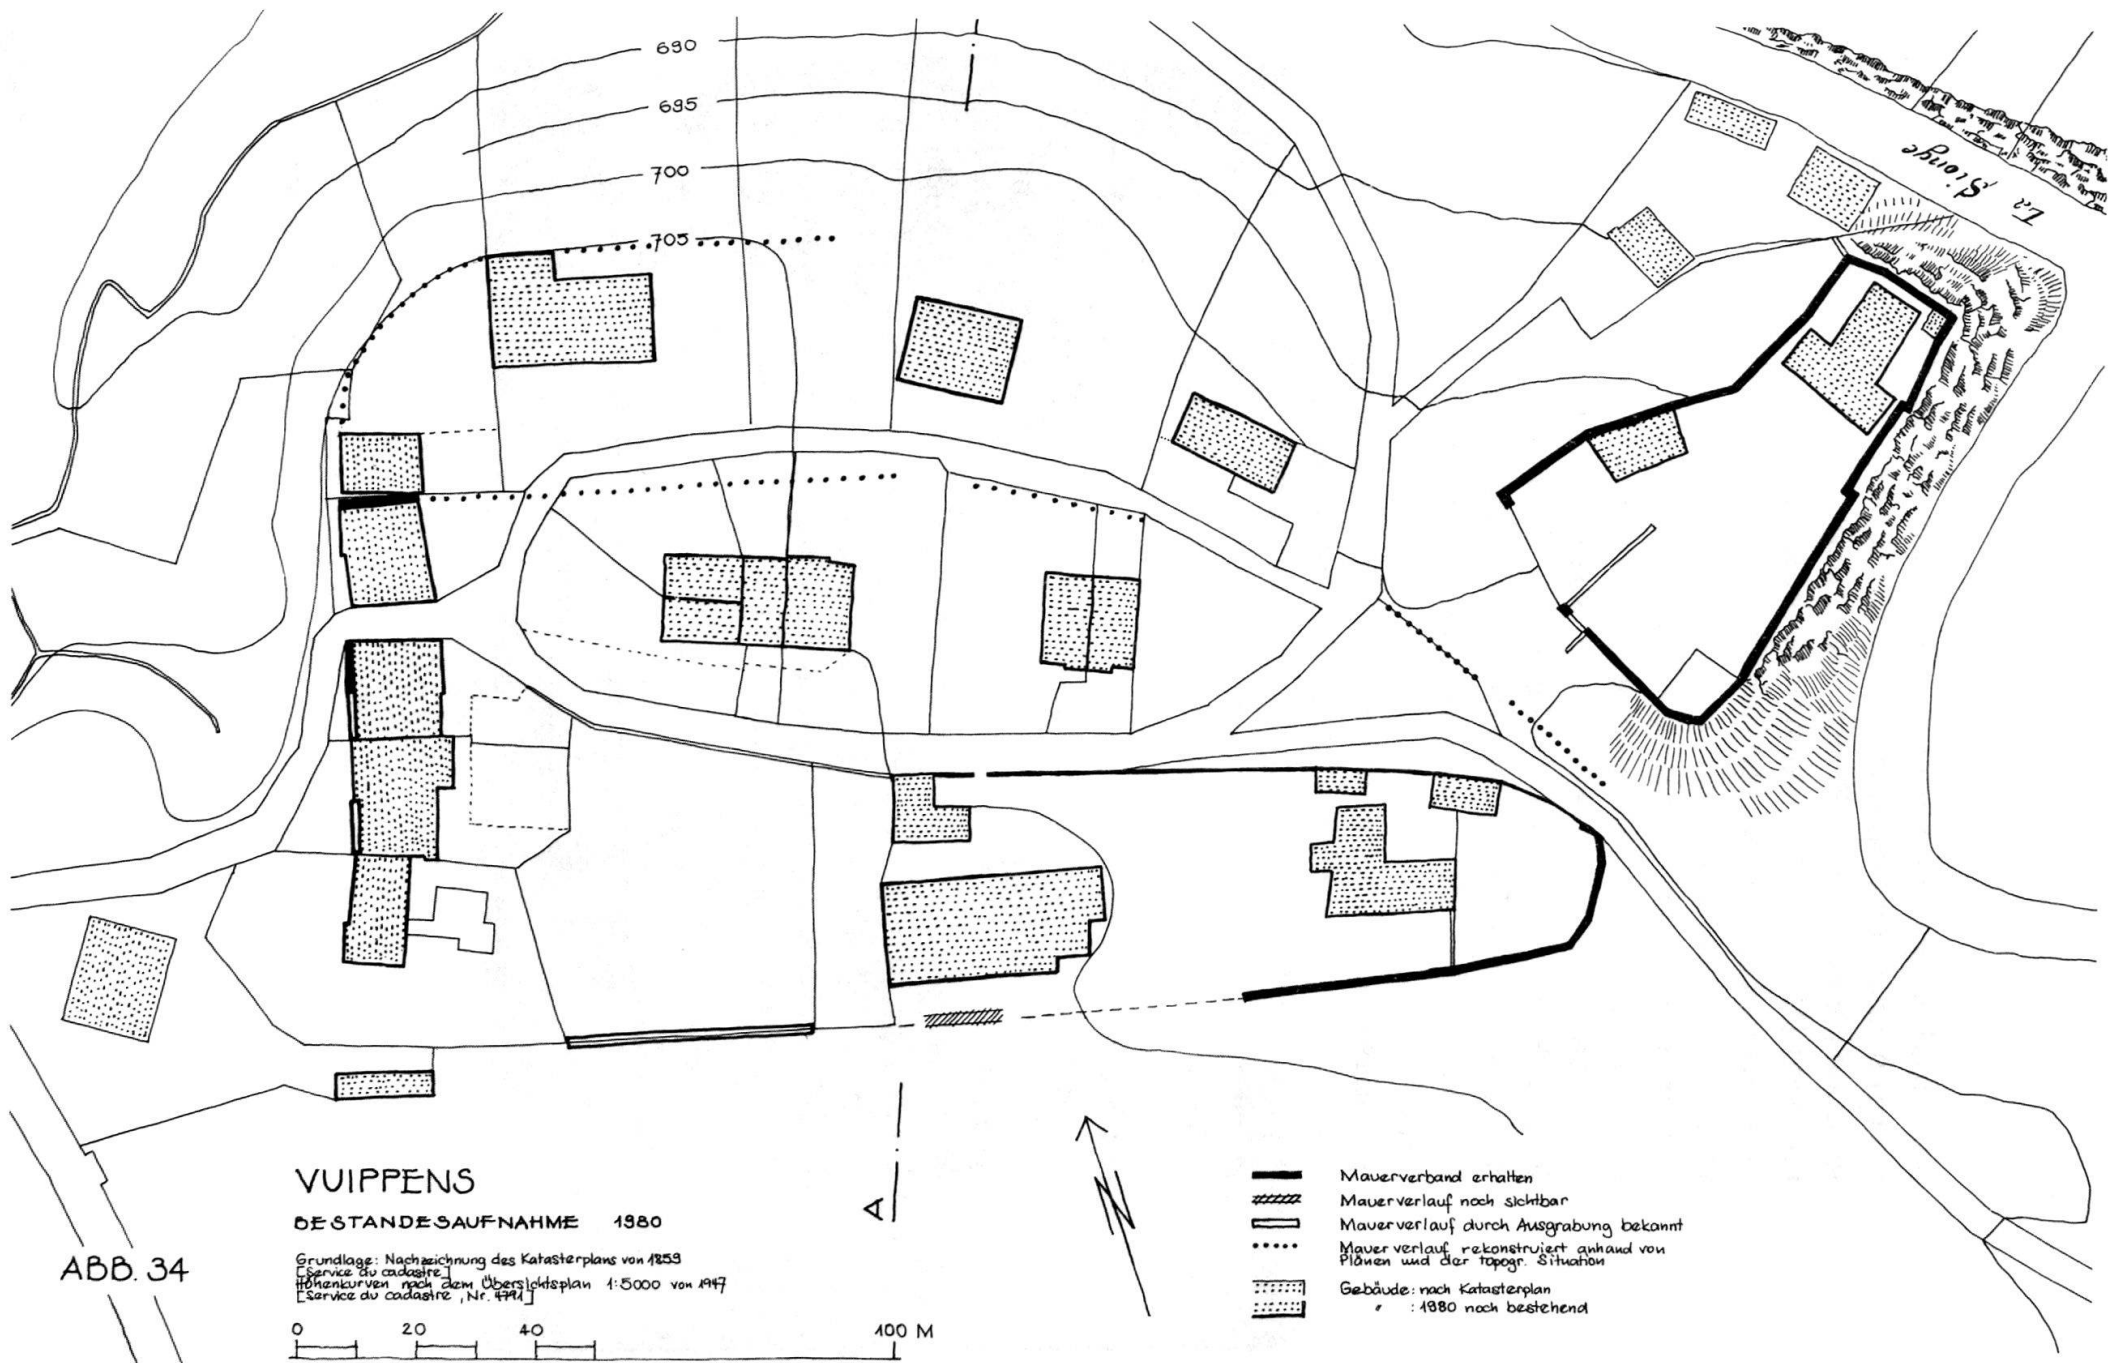 690
695
700
705
La Sionge
VUIPPENS
BESTANDESAUFNAHME 1980
Grundlage: Nachzeichnung des Katasterplans von 1859
[Service du cadastre]
Höhenkurven nach dem Übersichtsplan 1:5000 von 1947
[Service du cadastre, Nr. 4791]
ABB. 34
0 20 40 100 M
A
N
Mauerverband erhalten
Mauerverlauf noch sichtbar
Mauerverlauf durch Ausgrabung bekannt
Mauerverlauf rekonstruiert anhand von
Plänen und der topogr. Situation
Gebäude: nach Katasterplan
" : 1980 noch bestehend